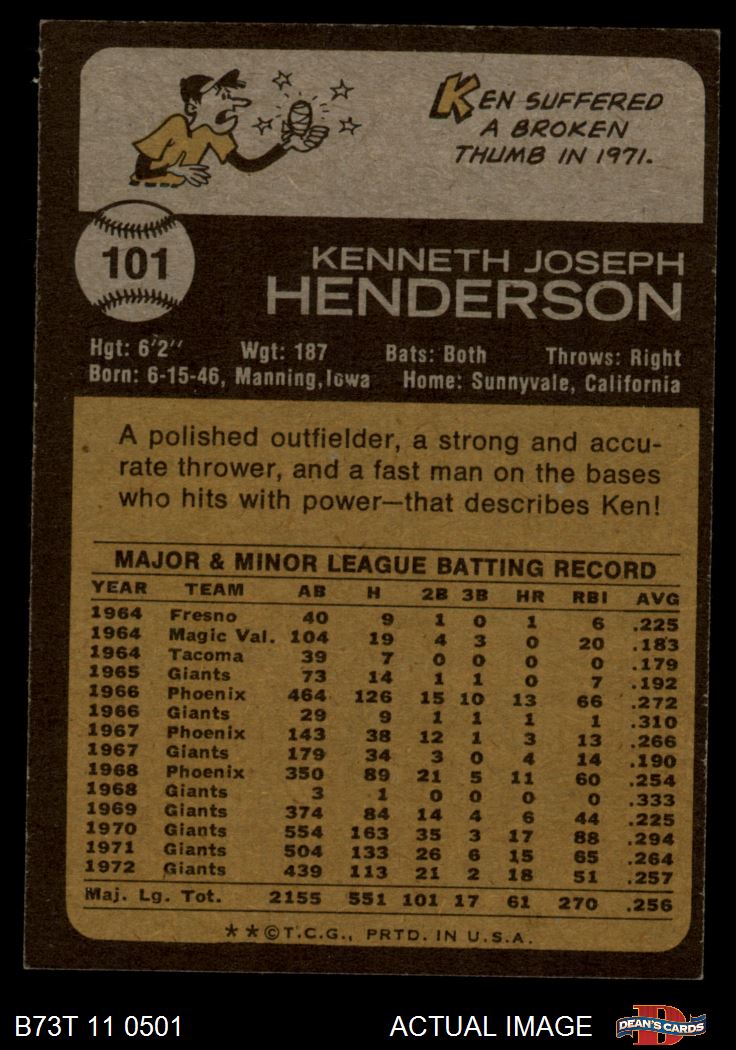 KEN SUFFERED
A BROKEN
THUMB IN 1971.
101
KENNETH JOSEPH
HENDERSON
Hgt: 6'2" Wgt: 187 Bats: Both Throws: Right
Born: 6-15-46, Manning, Iowa Home: Sunnyvale, California
A polished outfielder, a strong and accu-
rate thrower, and a fast man on the bases
who hits with power—that describes Ken!
MAJOR & MINOR LEAGUE BATTING RECORD
YEAR TEAM AB H 2B 3B HR RBI AVG
1964 Fresno 40 9 1 0 1 6 .225
1964 Magic Val. 104 19 4 3 0 20 .183
1964 Tacoma 39 7 0 0 0 0 .179
1965 Giants 73 14 1 1 0 7 .192
1966 Phoenix 464 126 15 10 13 66 .272
1966 Giants 29 9 1 1 1 1 .310
1967 Phoenix 143 38 12 1 3 13 .266
1967 Giants 179 34 3 0 4 14 .190
1968 Phoenix 350 89 21 5 11 60 .254
1968 Giants 3 1 0 0 0 0 .333
1969 Giants 374 84 14 4 6 44 .225
1970 Giants 554 163 35 3 17 88 .294
1971 Giants 504 133 26 6 15 65 .264
1972 Giants 439 113 21 2 18 51 .257
Maj. Lg. Tot. 2155 551 101 17 61 270 .256
**©T.C.G., PRTD. IN U.S.A.
B73T 11 0501 ACTUAL IMAGE D DEAN'S CARDS